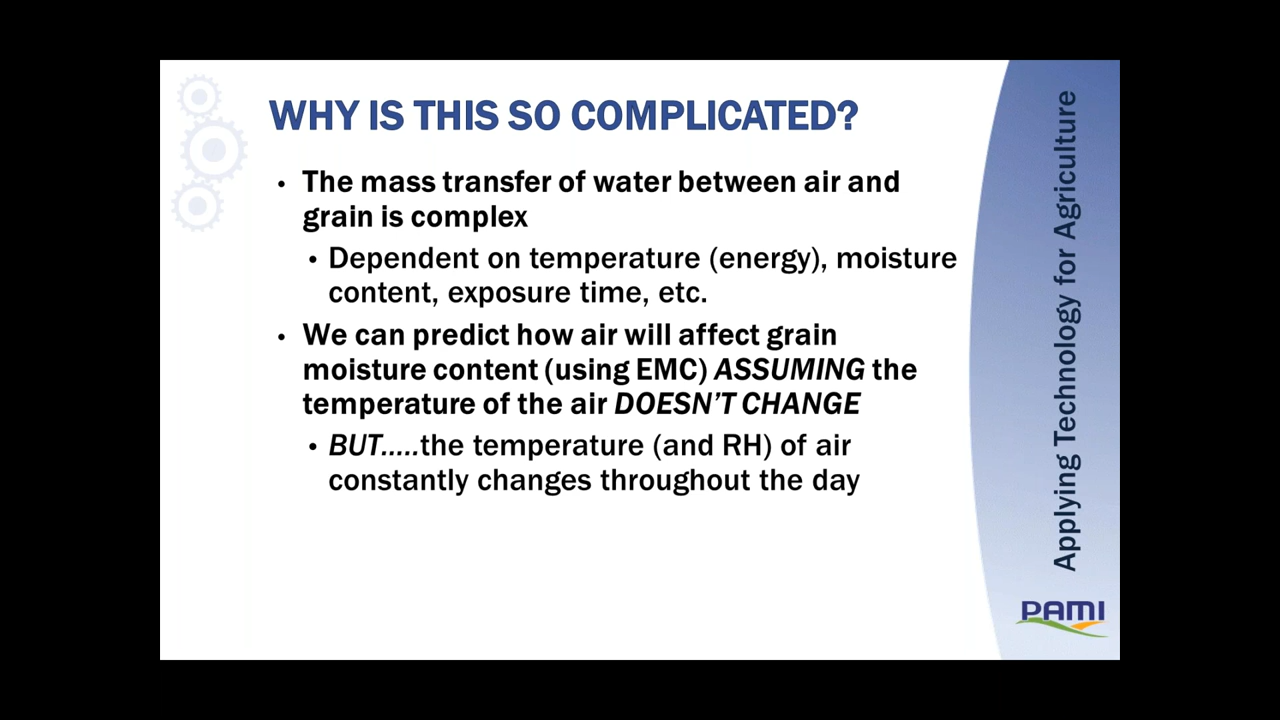 WHY IS THIS SO COMPLICATED?
• The mass transfer of water between air and
grain is complex
• Dependent on temperature (energy), moisture
content, exposure time, etc.
• We can predict how air will affect grain
moisture content (using EMC) ASSUMING the
temperature of the air DOESN'T CHANGE
• BUT.....the temperature (and RH) of air
constantly changes throughout the day
Applying Technology for Agriculture
PAMI